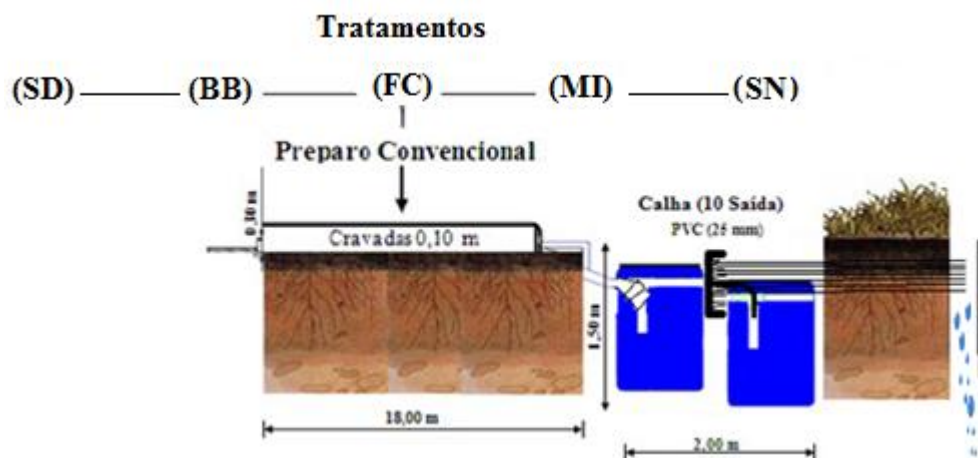 Tratamentos
(SD) (BB) (FC) (MI) (SN)
Preparo Convencional
0,30 m
Cravadas 0,10 m
Calha (10 Saída)
PVC (25 mm)
1,50 m
18,00 m
2,00 m